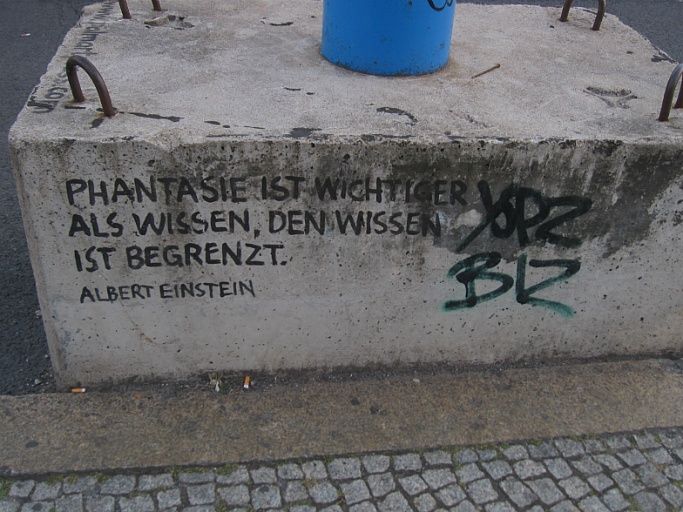 PHANTASIE IST WICHTIGER
ALS WISSEN, DEN WISSEN
IST BEGRENZT.
ALBERT EINSTEIN